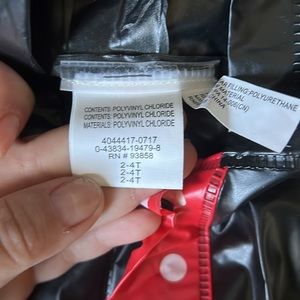 CONTENTS: POLYVINYL CHLORIDE
CONTENTS: POLYVINYL CHLORIDE
MATERIALS: POLYVINYL CHLORIDE
4044417-0717
0-43834-19479-8
RN # 93858
2-4T
2-4T
2-4T
FILLING: POLYURETHANE
MATERIAL